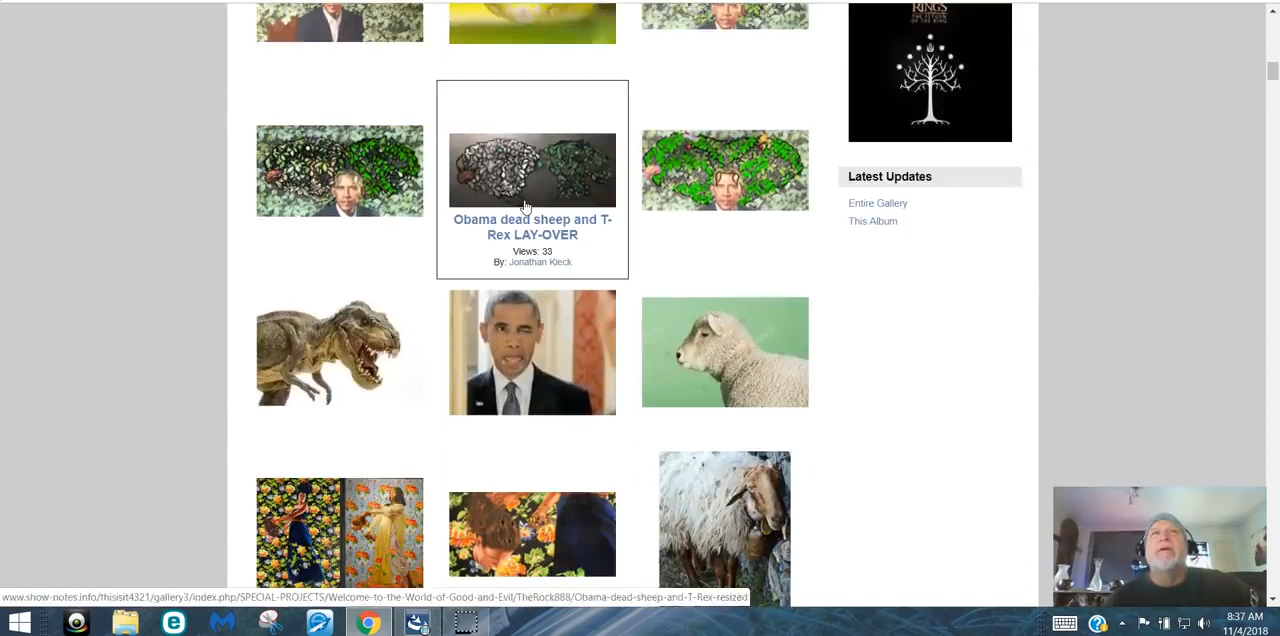 RINGS
THE RETURN
OF THE KING
Obama dead sheep and T-
Rex LAY-OVER
Views: 33
By: Jonathan Kleck
Latest Updates
Entire Gallery
This Album
www.show-notes.info/thisisit4321/gallery3/index.php/SPECIAL-PROJECTS/Welcome-to-the-World-of-Good-and-Evil/TheRock888/Obama-dead-sheep-and-T-Rex-resized
8:37 AM
11/4/2018